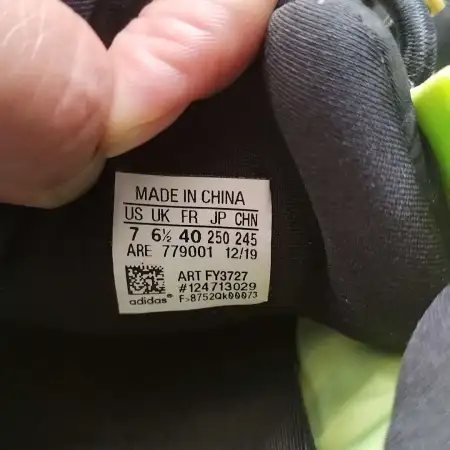 MADE IN CHINA
US UK FR JP CHN
7 6½ 40 250 245
ARE 779001 12/19
ART FY3727
#124713029
adidas® F>8752Qk00073